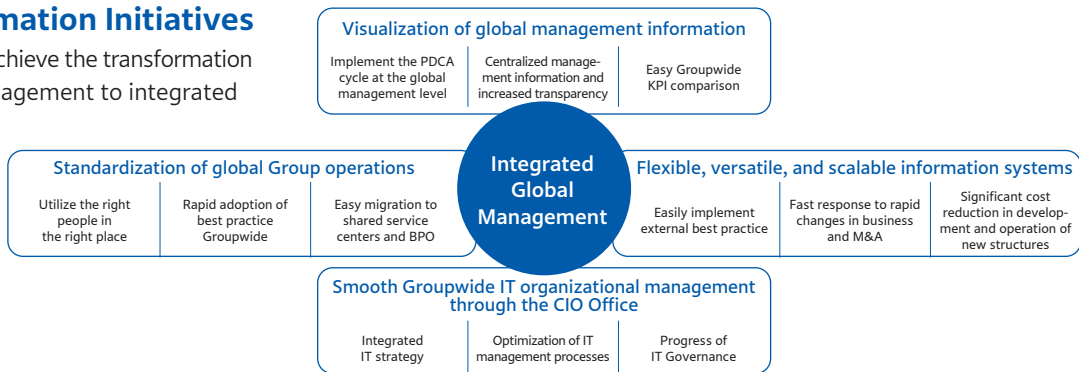 mation Initiatives
chieve the transformation
agement to integrated
Visualization of global management information
Implement the PDCA
cycle at the global
management level
Centralized manage-
ment information and
increased transparency
Easy Groupwide
KPI comparison
Standardization of global Group operations
Utilize the right
people in
the right place
Rapid adoption of
best practice
Groupwide
Easy migration to
shared service
centers and BPO
Integrated
Global
Management
Flexible, versatile, and scalable information systems
Easily implement
external best practice
Fast response to rapid
changes in business
and M&A
Significant cost
reduction in develop-
ment and operation of
new structures
Smooth Groupwide IT organizational management
through the CIO Office
Integrated
IT strategy
Optimization of IT
management processes
Progress of
IT Governance